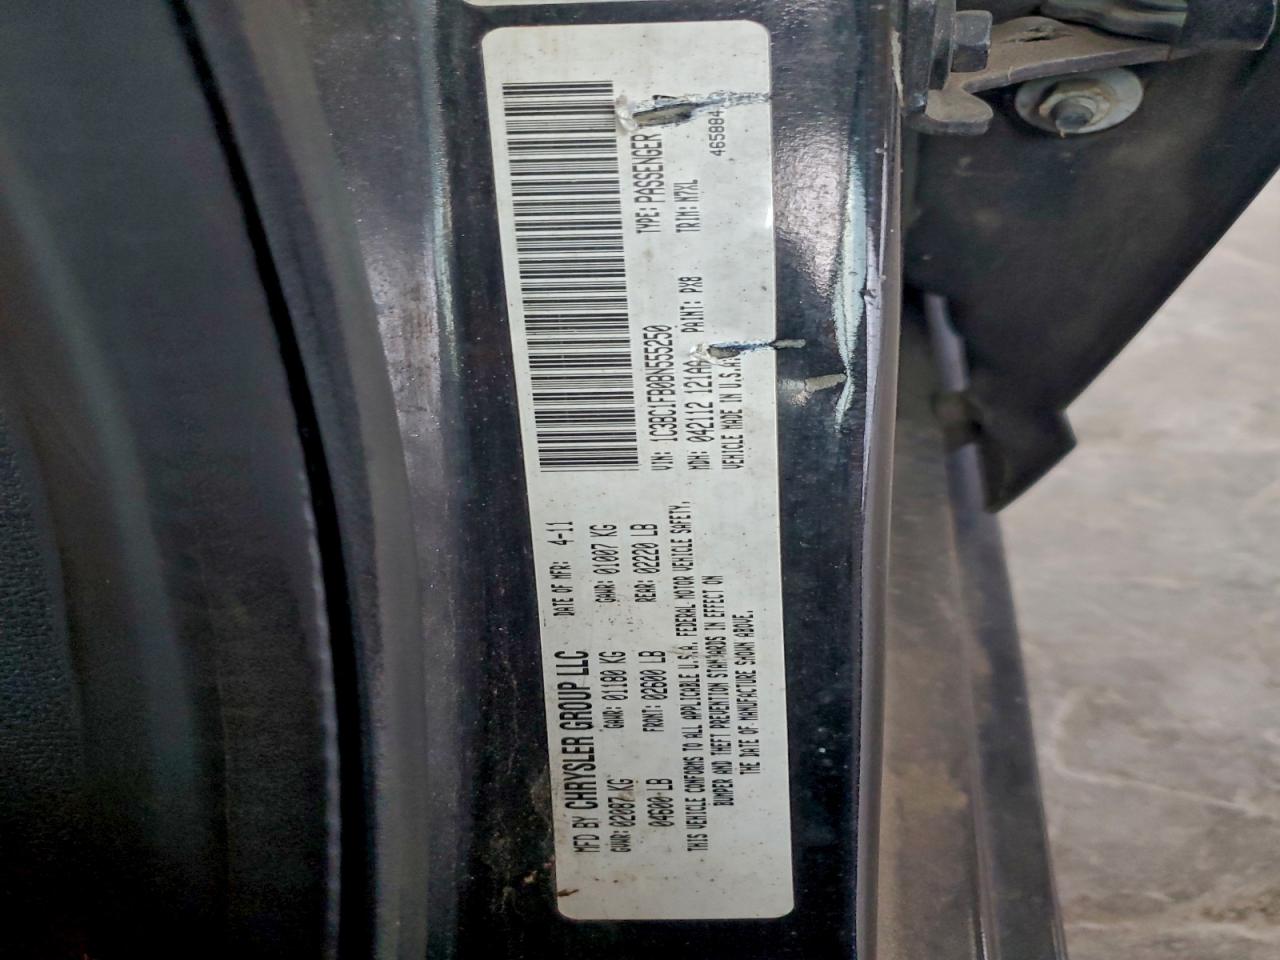 MFD BY CHRYSLER GROUP LLC DATE OF MFR: 4-11
GVWR: 02087 KG GAWR: 01180 KG GAWR: 01007 KG
04600 LB FRONT: 02600 LB REAR: 02220 LB
THIS VEHICLE CONFORMS TO ALL APPLICABLE U.S.A. FEDERAL MOTOR VEHICLE SAFETY,
BUMPER AND THEFT PREVENTION STANDARDS IN EFFECT ON
THE DATE OF MANUFACTURE SHOWN ABOVE.
VIN: 1C3BC1FB0BN555250 TYPE: PASSENGER
MDH: 042112 121AA PAINT: PX8 TRIM: M7XL
VEHICLE MADE IN U.S.A. 465884